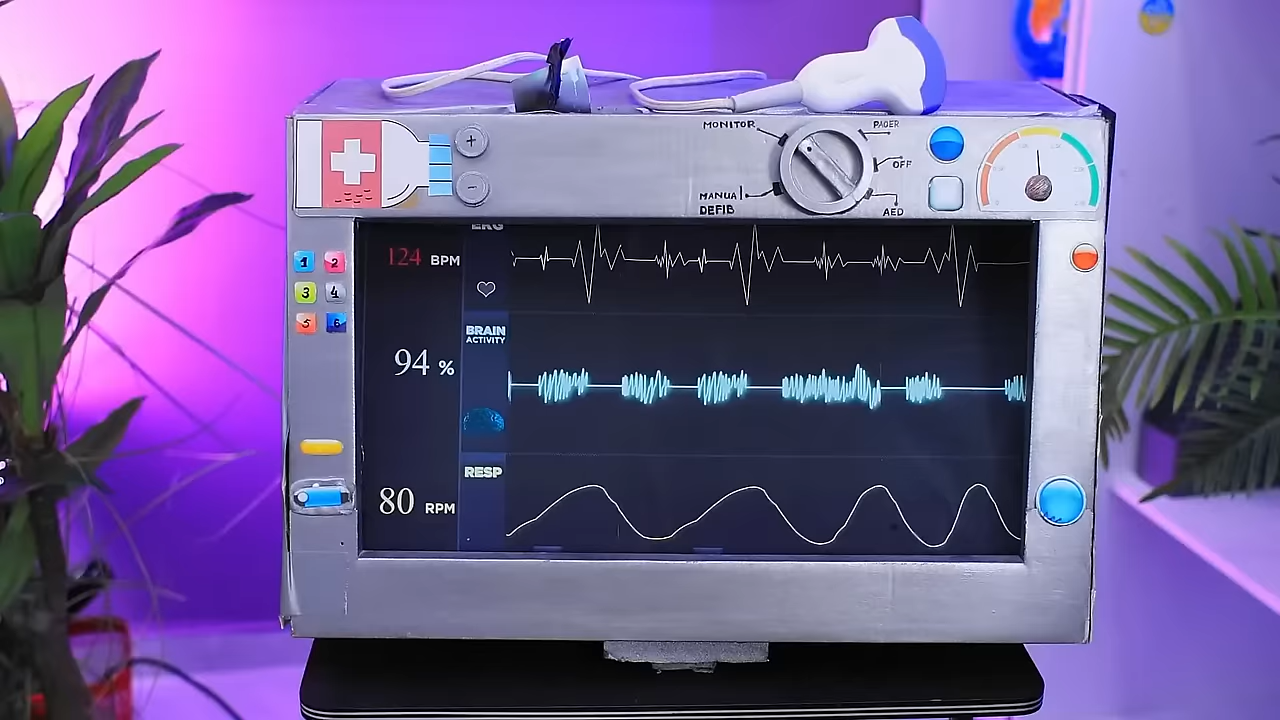 MONITOR
PACER
OFF
MANUAL
DEFIB
AED
+
-
1 2
3 4
5 6
124 BPM
94 %
BRAIN
ACTIVITY
RESP
80 RPM